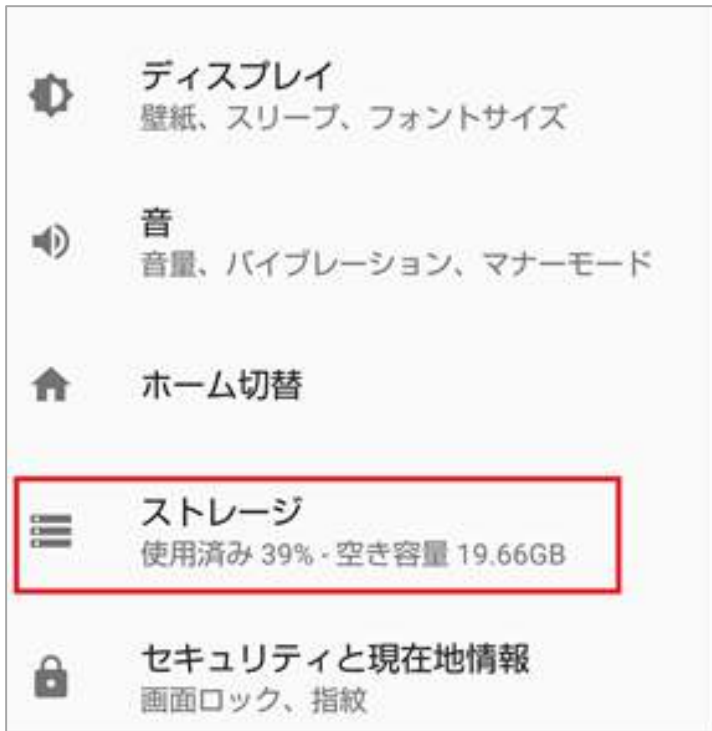 ディスプレイ
壁紙、スリープ、フォントサイズ
音
音量、バイブレーション、マナーモード
ホーム切替
ストレージ
使用済み 39% - 空き容量 19.66GB
セキュリティと現在地情報
画面ロック、指紋